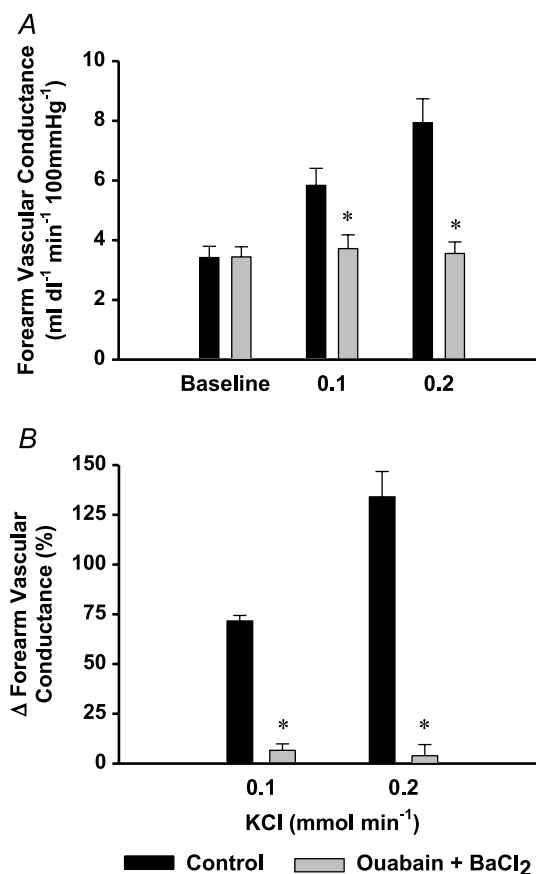 A
Forearm Vascular Conductance
(ml dl⁻¹ min⁻¹ 100mmHg⁻¹)
10
8
6
4
2
0
*
*
Baseline 0.1 0.2
B
Δ Forearm Vascular
Conductance (%)
150
125
100
75
50
25
0
*
*
0.1 0.2
KCl (mmol min⁻¹)
Control Ouabain + BaCl₂